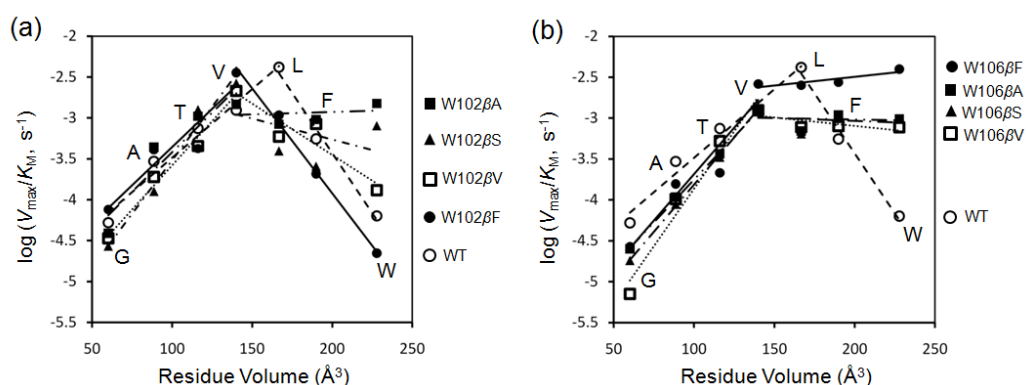 (a)
log (Vmax/KM, s⁻¹)
-2
-2.5
-3
-3.5
-4
-4.5
-5
-5.5
50 100 150 200 250
Residue Volume (Å³)
G
A
T
V
L
F
W
W102βA
W102βS
W102βV
W102βF
WT
(b)
log (Vmax/KM, s⁻¹)
-2
-2.5
-3
-3.5
-4
-4.5
-5
-5.5
50 100 150 200 250
Residue Volume (Å³)
G
A
T
V
L
F
W
W106βF
W106βA
W106βS
W106βV
WT